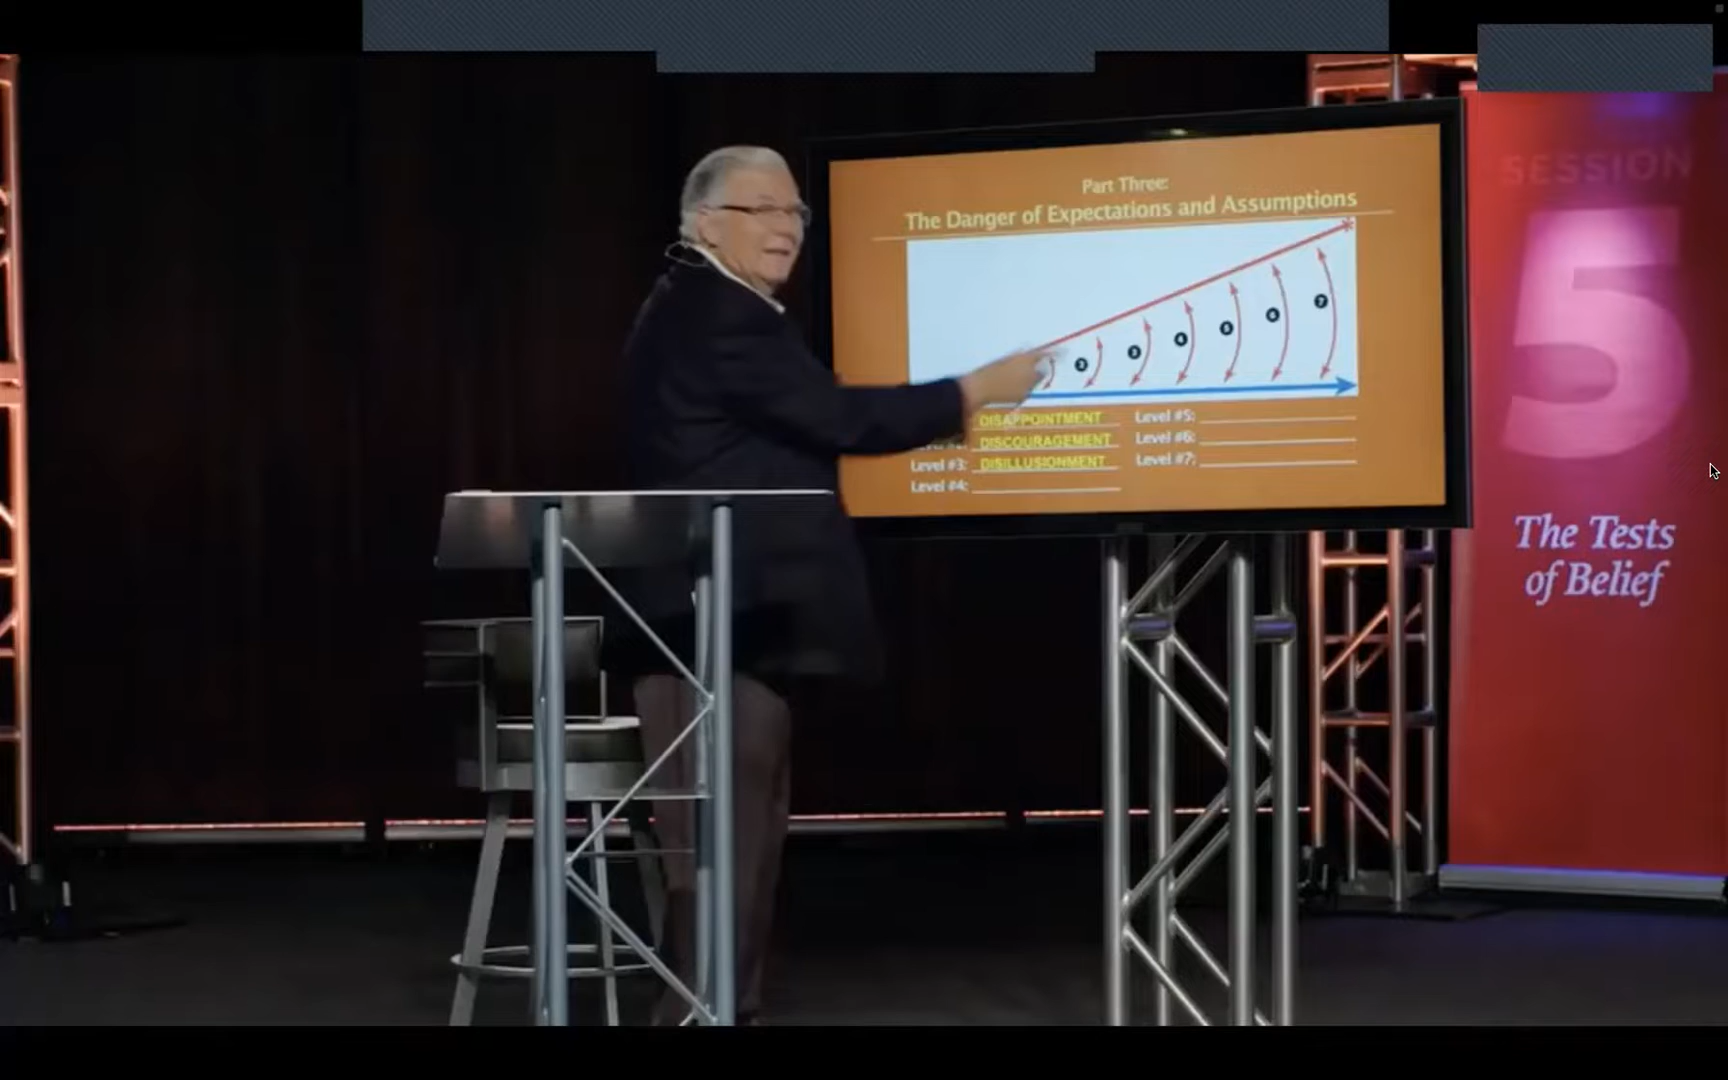 Part Three:
The Danger of Expectations and Assumptions
3
4
5
6
7
DISAPPOINTMENT
DISCOURAGEMENT
Level #3: DISILLUSIONMENT
Level #4:
Level #5:
Level #6:
Level #7:
SESSION
5
The Tests
of Belief